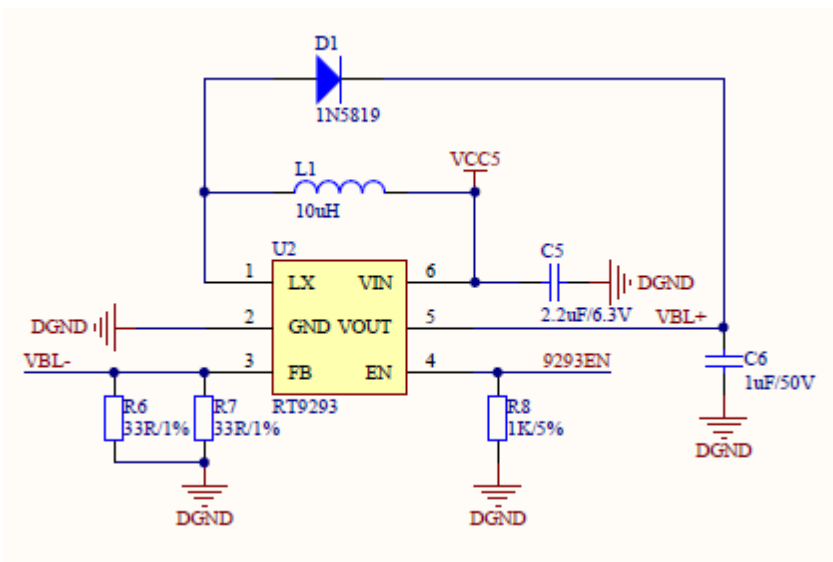 D1
1N5819
L1
10uH
VCC5
U2
1 LX VIN 6
2 GND VOUT 5
3 FB EN 4
RT9293
C5
2.2uF/6.3V
DGND
DGND
VBL+
VBL-
9293EN
C6
1uF/50V
DGND
R6
33R/1%
R7
33R/1%
DGND
R8
1K/5%
DGND